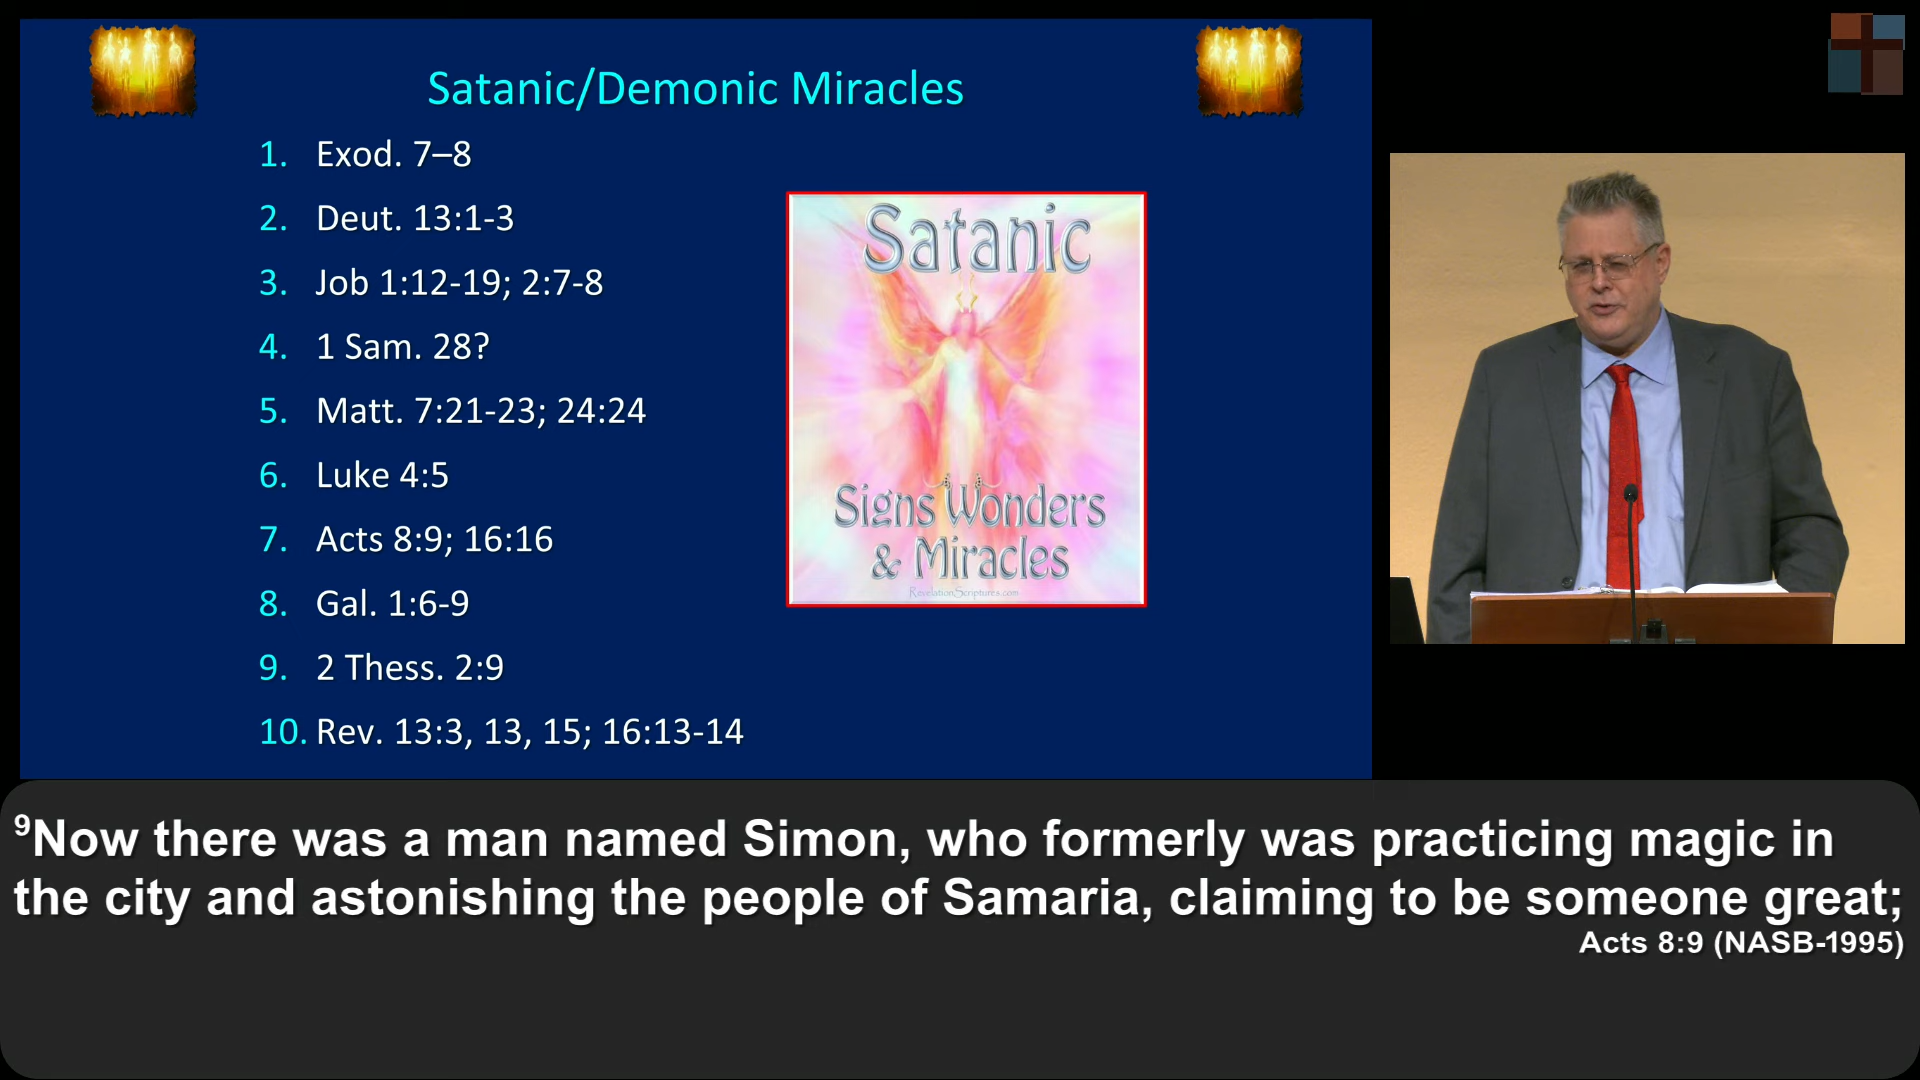 Satanic/Demonic Miracles
1. Exod. 7–8
2. Deut. 13:1-3
3. Job 1:12-19; 2:7-8
4. 1 Sam. 28?
5. Matt. 7:21-23; 24:24
6. Luke 4:5
7. Acts 8:9; 16:16
8. Gal. 1:6-9
9. 2 Thess. 2:9
10. Rev. 13:3, 13, 15; 16:13-14
Satanic
Signs Wonders
& Miracles
RevelationScriptures.com
9Now there was a man named Simon, who formerly was practicing magic in
the city and astonishing the people of Samaria, claiming to be someone great;
Acts 8:9 (NASB-1995)